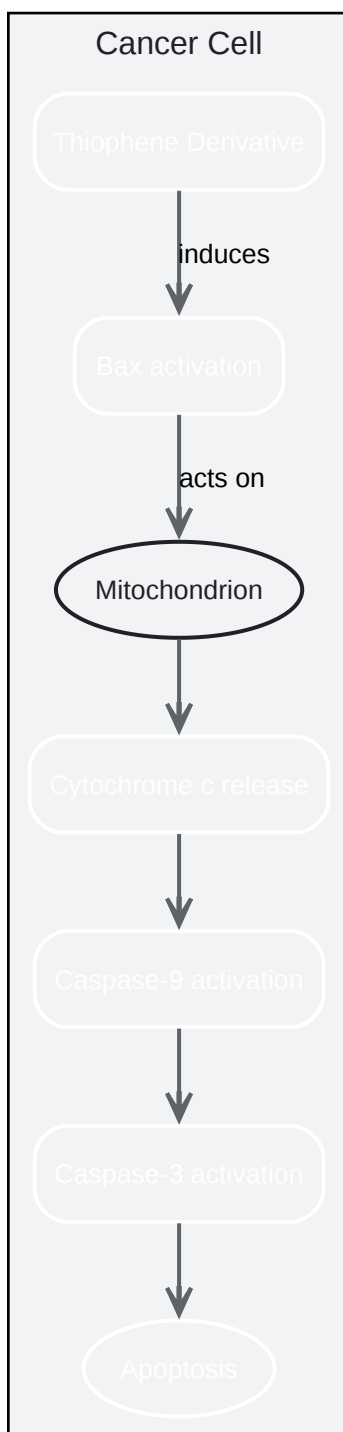 Cancer Cell
Thiophene Derivative
induces
Bax activation
acts on
Mitochondrion
Cytochrome c release
Caspase-9 activation
Caspase-3 activation
Apoptosis